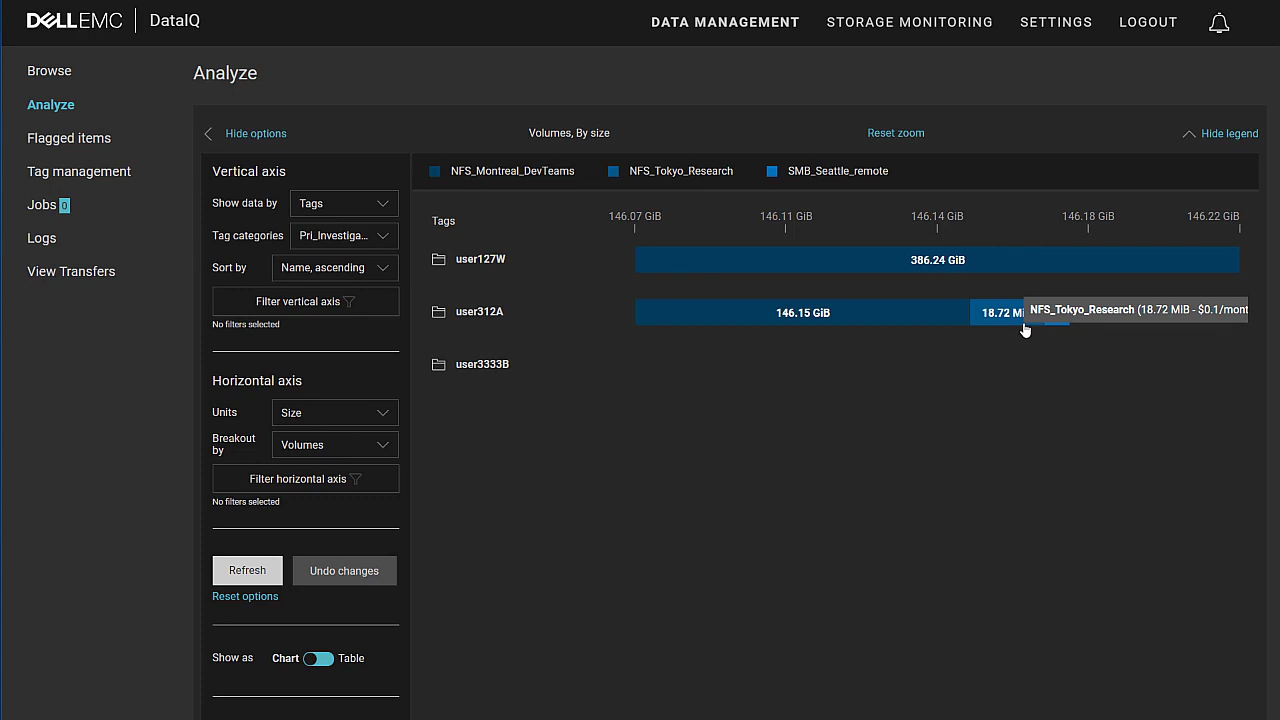 DELLEMC DataIQ
DATA MANAGEMENT STORAGE MONITORING SETTINGS LOGOUT
Browse
Analyze
Flagged items
Tag management
Jobs 0
Logs
View Transfers
Analyze
Hide options
Volumes, By size
Reset zoom
Hide legend
Vertical axis
Show data by Tags
Tag categories Pri_Investiga...
Sort by Name, ascending
Filter vertical axis
No filters selected
Horizontal axis
Units Size
Breakout by Volumes
Filter horizontal axis
No filters selected
Refresh Undo changes
Reset options
Show as Chart Table
NFS_Montreal_DevTeams NFS_Tokyo_Research SMB_Seattle_remote
Tags 146.07 GiB 146.11 GiB 146.14 GiB 146.18 GiB 146.22 GiB
user127W 386.24 GiB
user312A 146.15 GiB 18.72 Mi
NFS_Tokyo_Research (18.72 MIB - $0.1/mont
user3333B